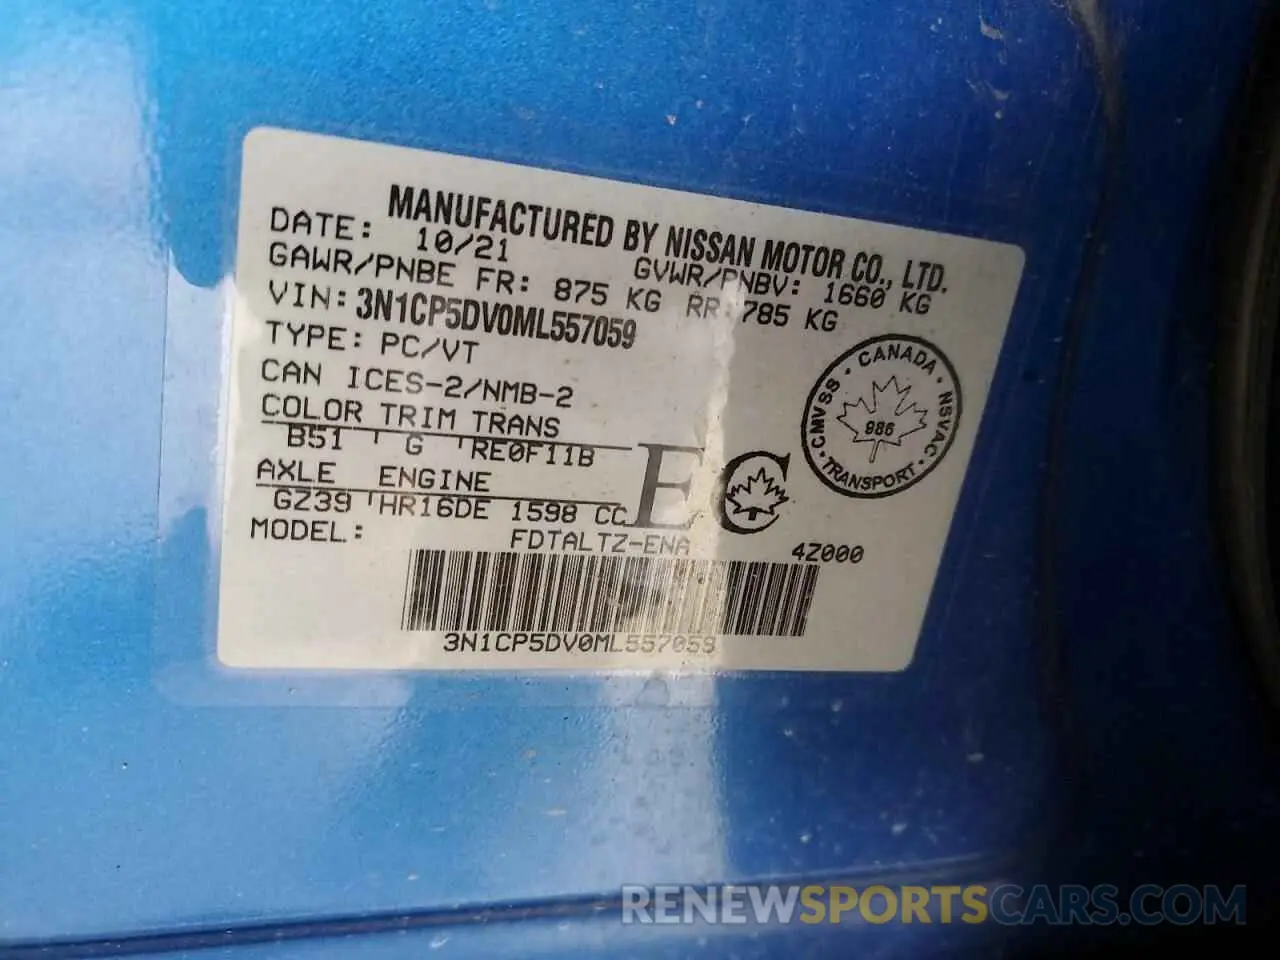 MANUFACTURED BY NISSAN MOTOR CO., LTD.
DATE: 10/21 GVWR/PNBV: 1660 KG
GAWR/PNBE FR: 875 KG RR: 785 KG
VIN: 3N1CP5DV0ML557059
TYPE: PC/VT
CAN ICES-2/NMB-2
COLOR TRIM TRANS
B51 G RE0F11B
AXLE ENGINE
GZ39 HR16DE 1598 CC
EC
MODEL: FDTALTZ-ENA 4Z000
3N1CP5DV0ML557059
CANADA · NSVAC · TRANSPORT · CMVSS ·
986
RENEWSPORTSCARS.COM